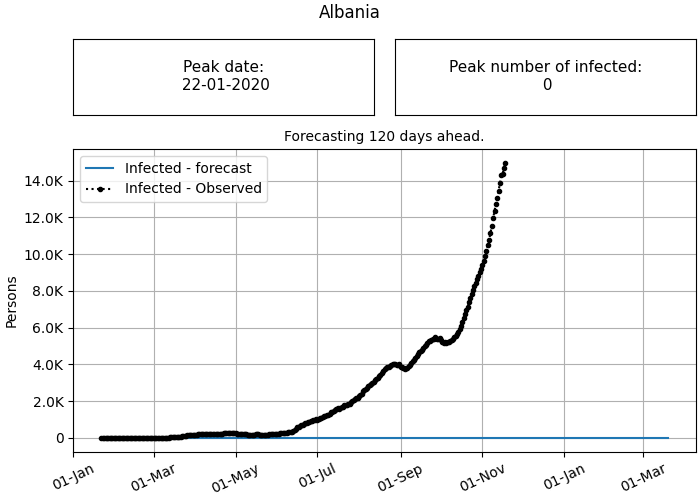 Albania
Peak date:
22-01-2020
Peak number of infected:
0
Forecasting 120 days ahead.
Infected - forecast
Infected - Observed
14.0K
12.0K
10.0K
8.0K
6.0K
4.0K
2.0K
0
Persons
01-Jan
01-Mar
01-May
01-Jul
01-Sep
01-Nov
01-Jan
01-Mar